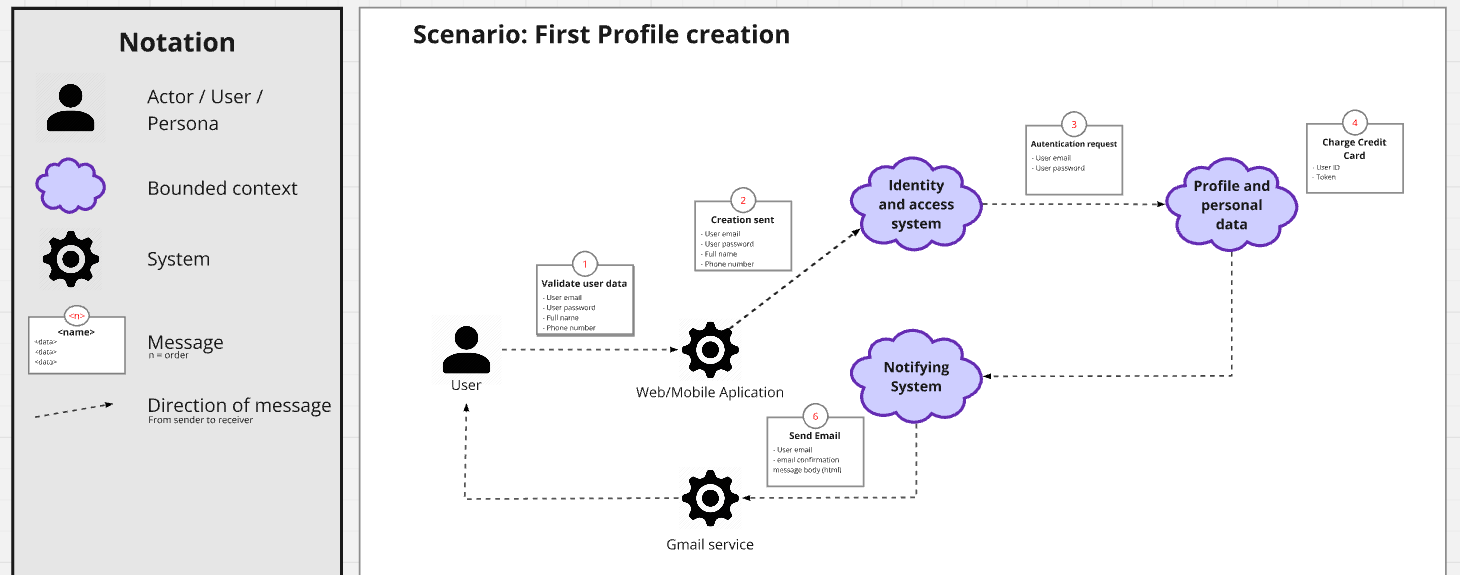 Notation
Actor / User /
Persona
Bounded context
System
<n>
<name>
<data>
<data>
<data>
Message
n = order
Direction of message
From sender to receiver
Scenario: First Profile creation
1
Validate user data
- User email
- User password
- Full name
- Phone number
2
Creation sent
- User email
- User password
- Full name
- Phone number
3
Autentication request
- User email
- User password
4
Charge Credit
Card
- User ID
- Token
Identity
and access
system
Profile and
personal
data
User
Web/Mobile Aplication
Notifying
System
6
Send Email
- User email
- email confirmation
message body (html)
Gmail service